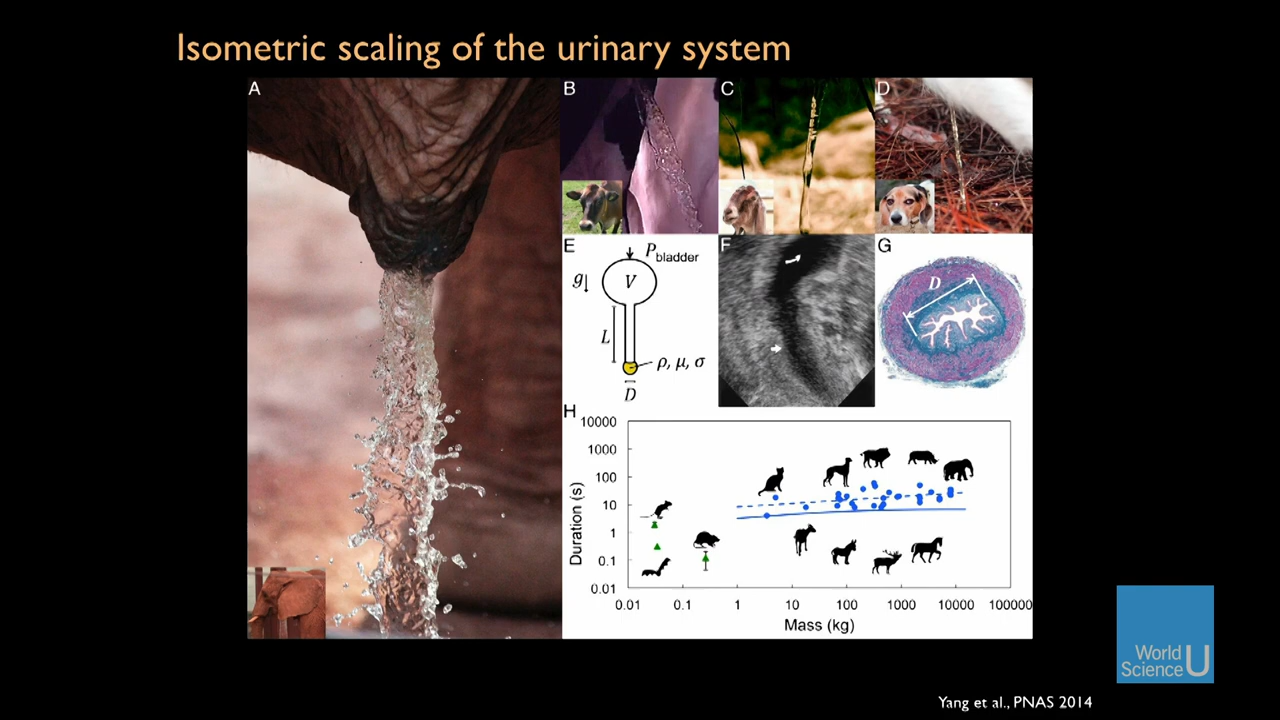 Isometric scaling of the urinary system
A
B
C
D
E
P bladder
g
V
L
ρ, μ, σ
D
F
G
D
H
10000
1000
100
10
1
0.1
0.01
Duration (s)
0.01 0.1 1 10 100 1000 10000 100000
Mass (kg)
World
Science U
Yang et al., PNAS 2014